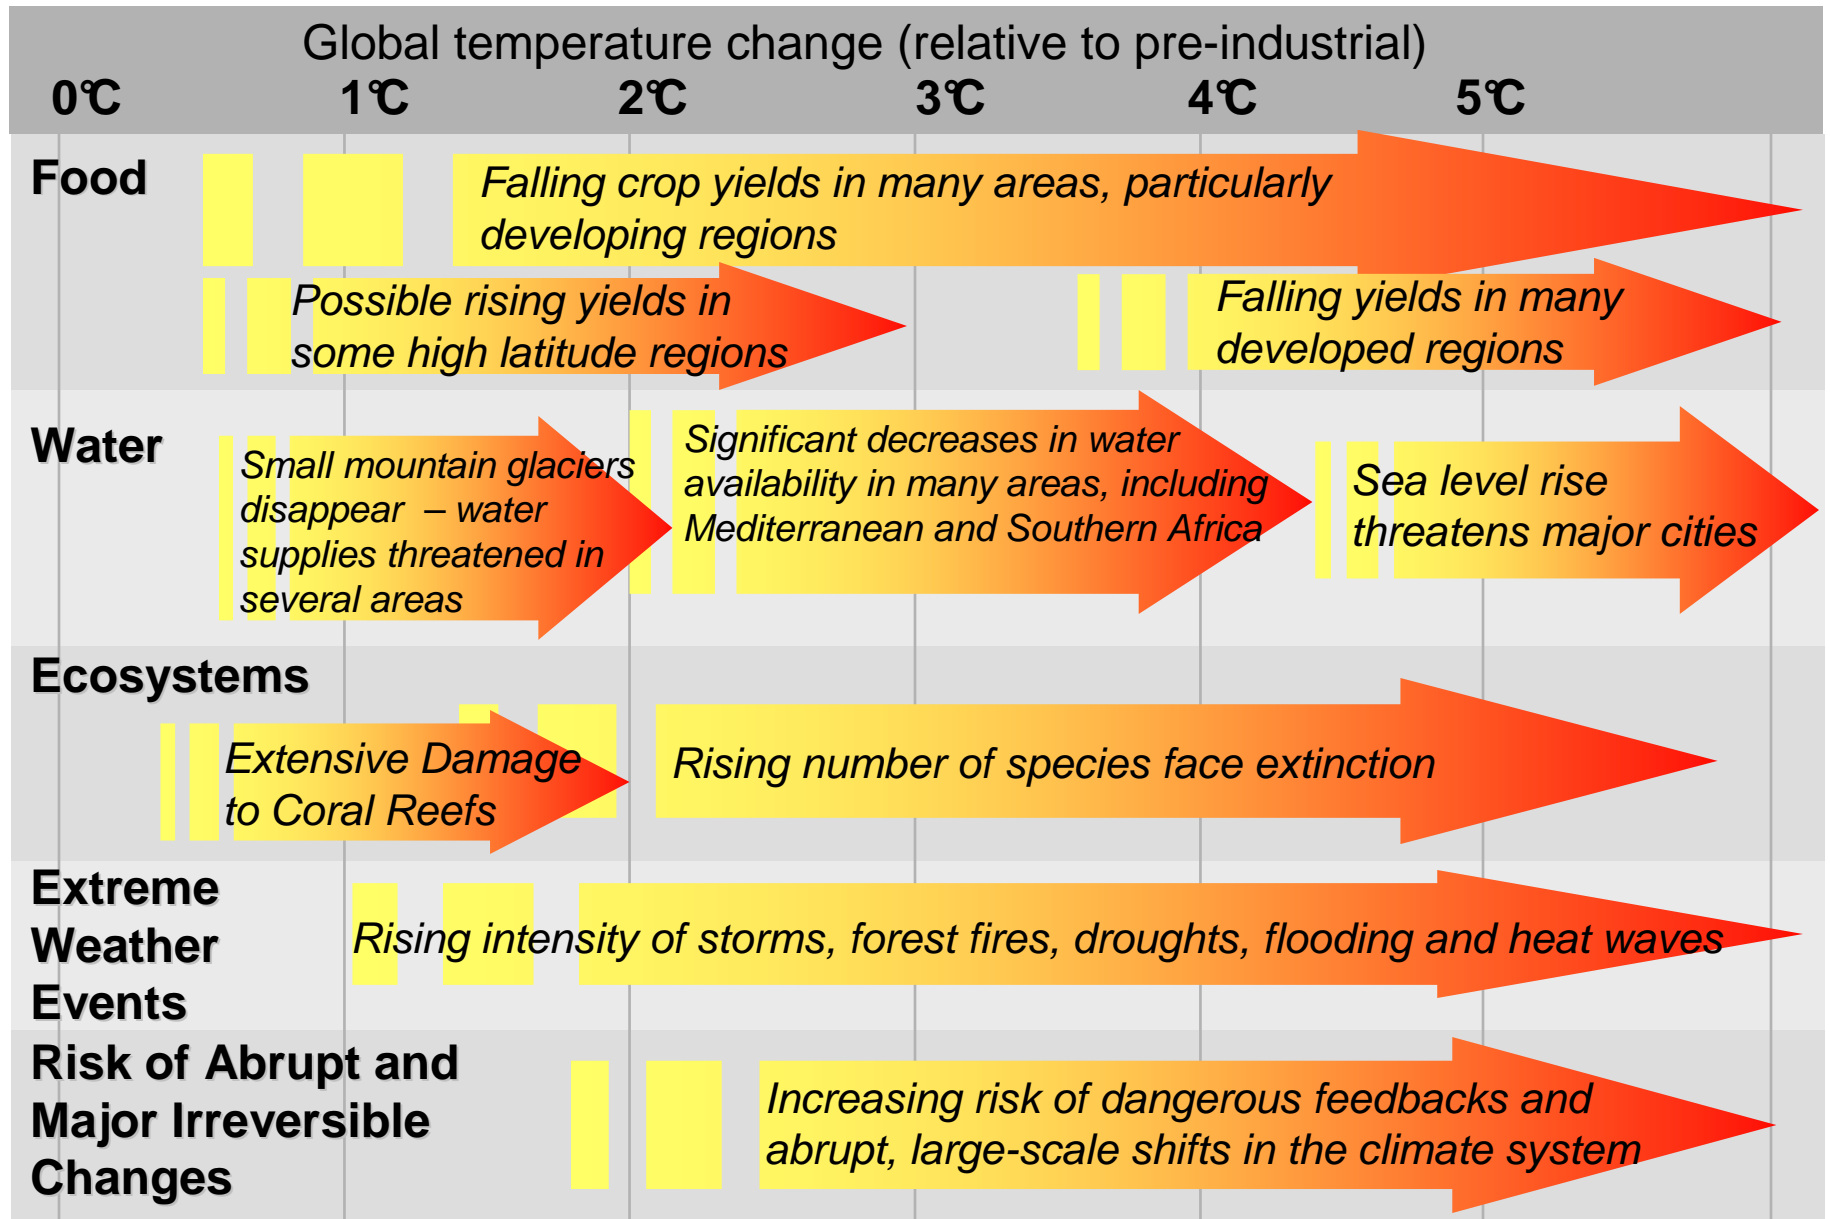 Global temperature change (relative to pre-industrial)
0°C 1°C 2°C 3°C 4°C 5°C
Food
Falling crop yields in many areas, particularly
developing regions
Possible rising yields in
some high latitude regions
Falling yields in many
developed regions
Water
Small mountain glaciers
disappear – water
supplies threatened in
several areas
Significant decreases in water
availability in many areas, including
Mediterranean and Southern Africa
Sea level rise
threatens major cities
Ecosystems
Extensive Damage
to Coral Reefs
Rising number of species face extinction
Extreme
Weather
Events
Rising intensity of storms, forest fires, droughts, flooding and heat waves
Risk of Abrupt and
Major Irreversible
Changes
Increasing risk of dangerous feedbacks and
abrupt, large-scale shifts in the climate system